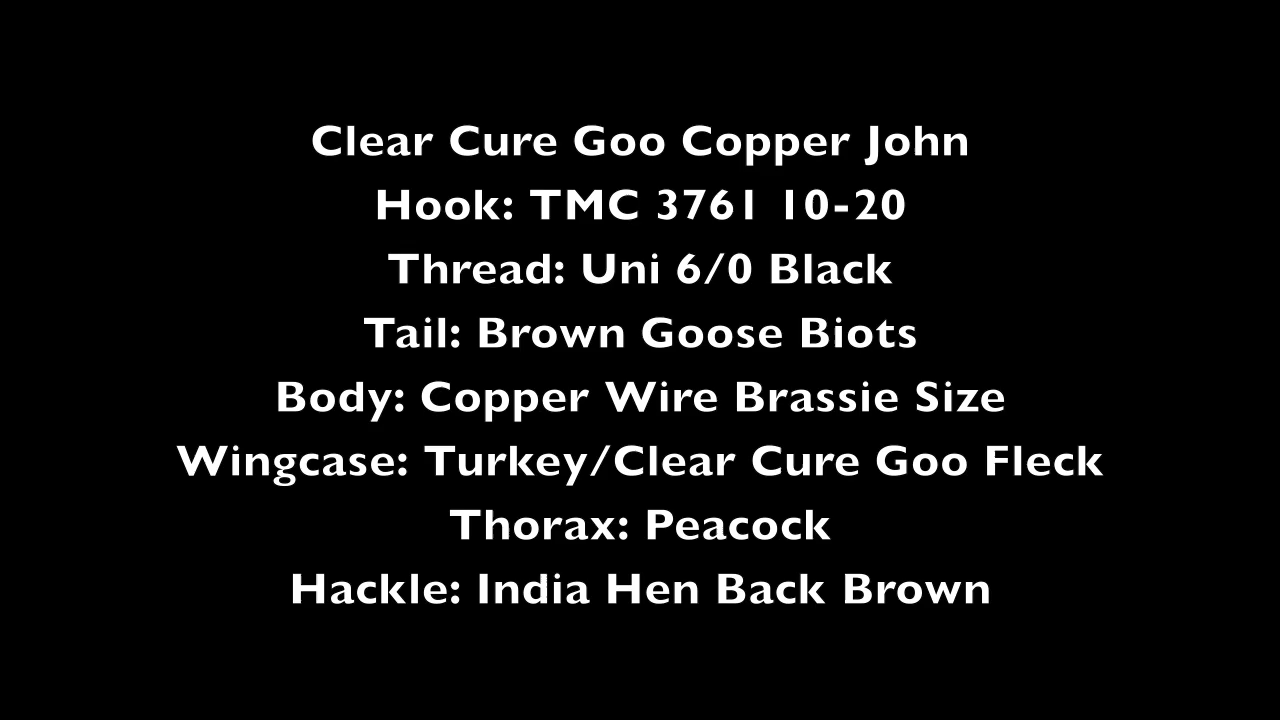 Clear Cure Goo Copper John
Hook: TMC 3761 10-20
Thread: Uni 6/0 Black
Tail: Brown Goose Biots
Body: Copper Wire Brassie Size
Wingcase: Turkey/Clear Cure Goo Fleck
Thorax: Peacock
Hackle: India Hen Back Brown